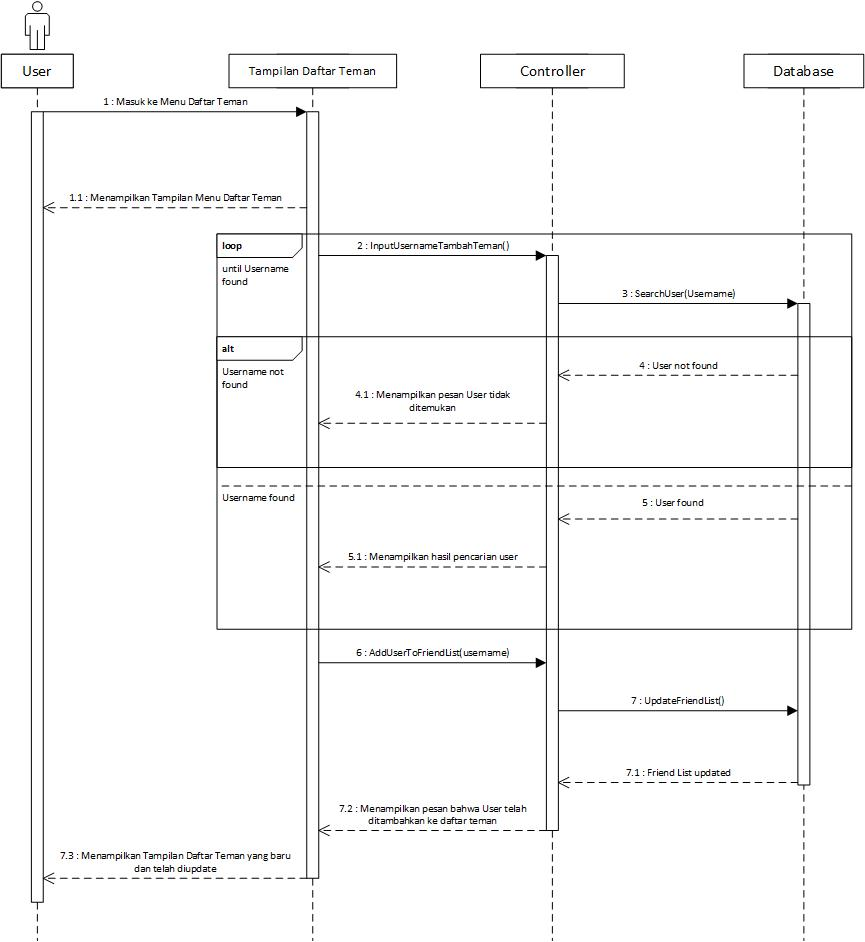 User
Tampilan Daftar Teman
Controller
Database
1 : Masuk ke Menu Daftar Teman
1.1 : Menampilkan Tampilan Menu Daftar Teman
loop
until Username
found
2 : InputUsernameTambahTeman()
3 : SearchUser(Username)
alt
Username not
found
4 : User not found
4.1 : Menampilkan pesan User tidak
ditemukan
Username found
5 : User found
5.1 : Menampilkan hasil pencarian user
6 : AddUserToFriendList(username)
7 : UpdateFriendList()
7.1 : Friend List updated
7.2 : Menampilkan pesan bahwa User telah
ditambahkan ke daftar teman
7.3 : Menampilkan Tampilan Daftar Teman yang baru
dan telah diupdate